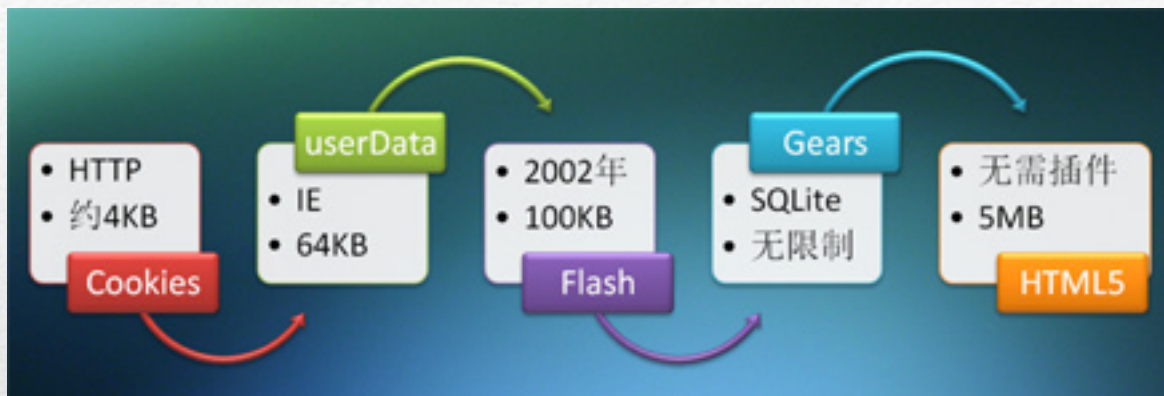 HTTP
约4KB
Cookies
userData
IE
64KB
2002年
100KB
Flash
Gears
SQLite
无限制
无需插件
5MB
HTML5